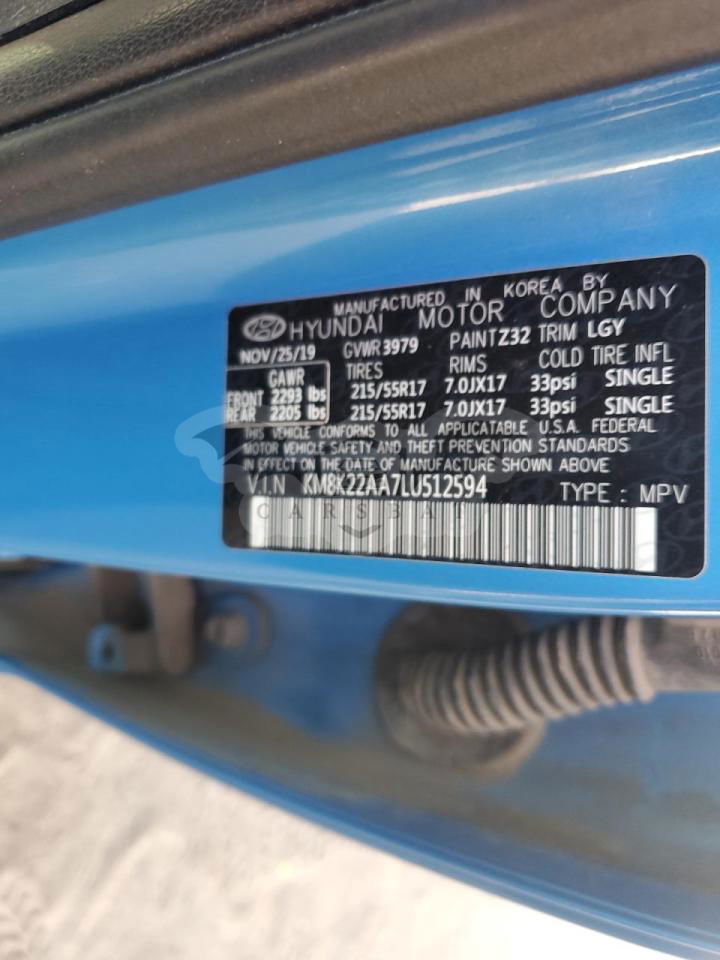 MANUFACTURED IN KOREA BY
HYUNDAI MOTOR COMPANY
NOV/25/19 GVWR 3979 PAINT Z32 TRIM LGY
GAWR TIRES RIMS COLD TIRE INFL
FRONT 2293 lbs 215/55R17 7.0JX17 33psi SINGLE
REAR 2205 lbs 215/55R17 7.0JX17 33psi SINGLE
THIS VEHICLE CONFORMS TO ALL APPLICABLE U.S.A. FEDERAL
MOTOR VEHICLE SAFETY AND THEFT PREVENTION STANDARDS
IN EFFECT ON THE DATE OF MANUFACTURE SHOWN ABOVE.
V.I.N KM8K22AA7LU512594 TYPE : MPV